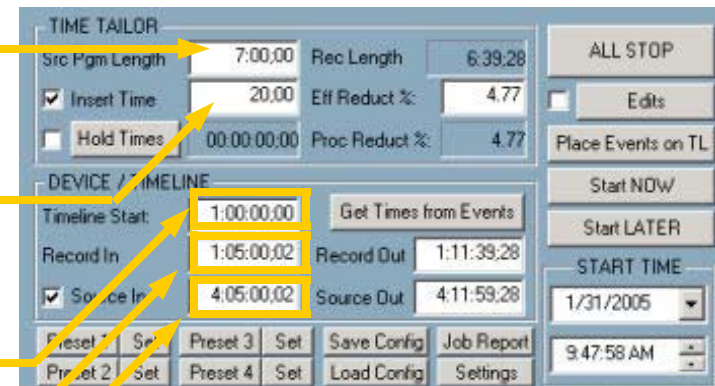 TIME TAILOR
Src Pgm Length 7:00;00 Rec Length 6:39;28
Insert Time 20;00 Eff Reduct %: 4.77
Hold Times 00:00:00;00 Proc Reduct %: 4.77
DEVICE / TIMELINE
Timeline Start: 1:00:00;00 Get Times from Events
Record In 1:05:00;02 Record Out 1:11:39;28
Source In 4:05:00;02 Source Out 4:11:59;28
Preset 1 Set Preset 3 Set Save Config Job Report
Preset 2 Set Preset 4 Set Load Config Settings
ALL STOP
Edits
Place Events on TL
Start NOW
Start LATER
START TIME
1/31/2005
9:47:58 AM